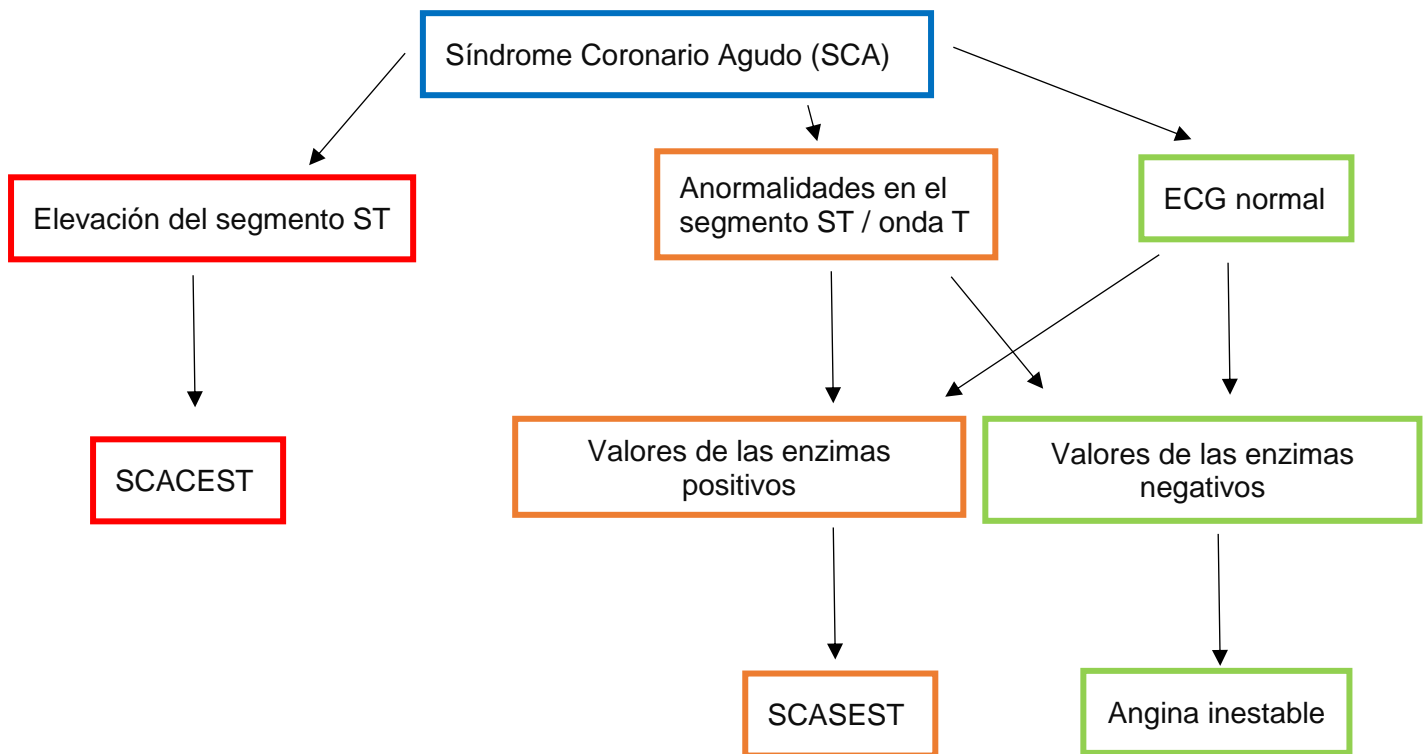 Síndrome Coronario Agudo (SCA)
Elevación del segmento ST
Anormalidades en el
segmento ST / onda T
ECG normal
SCACEST
Valores de las enzimas
positivos
Valores de las enzimas
negativos
SCASEST
Angina inestable